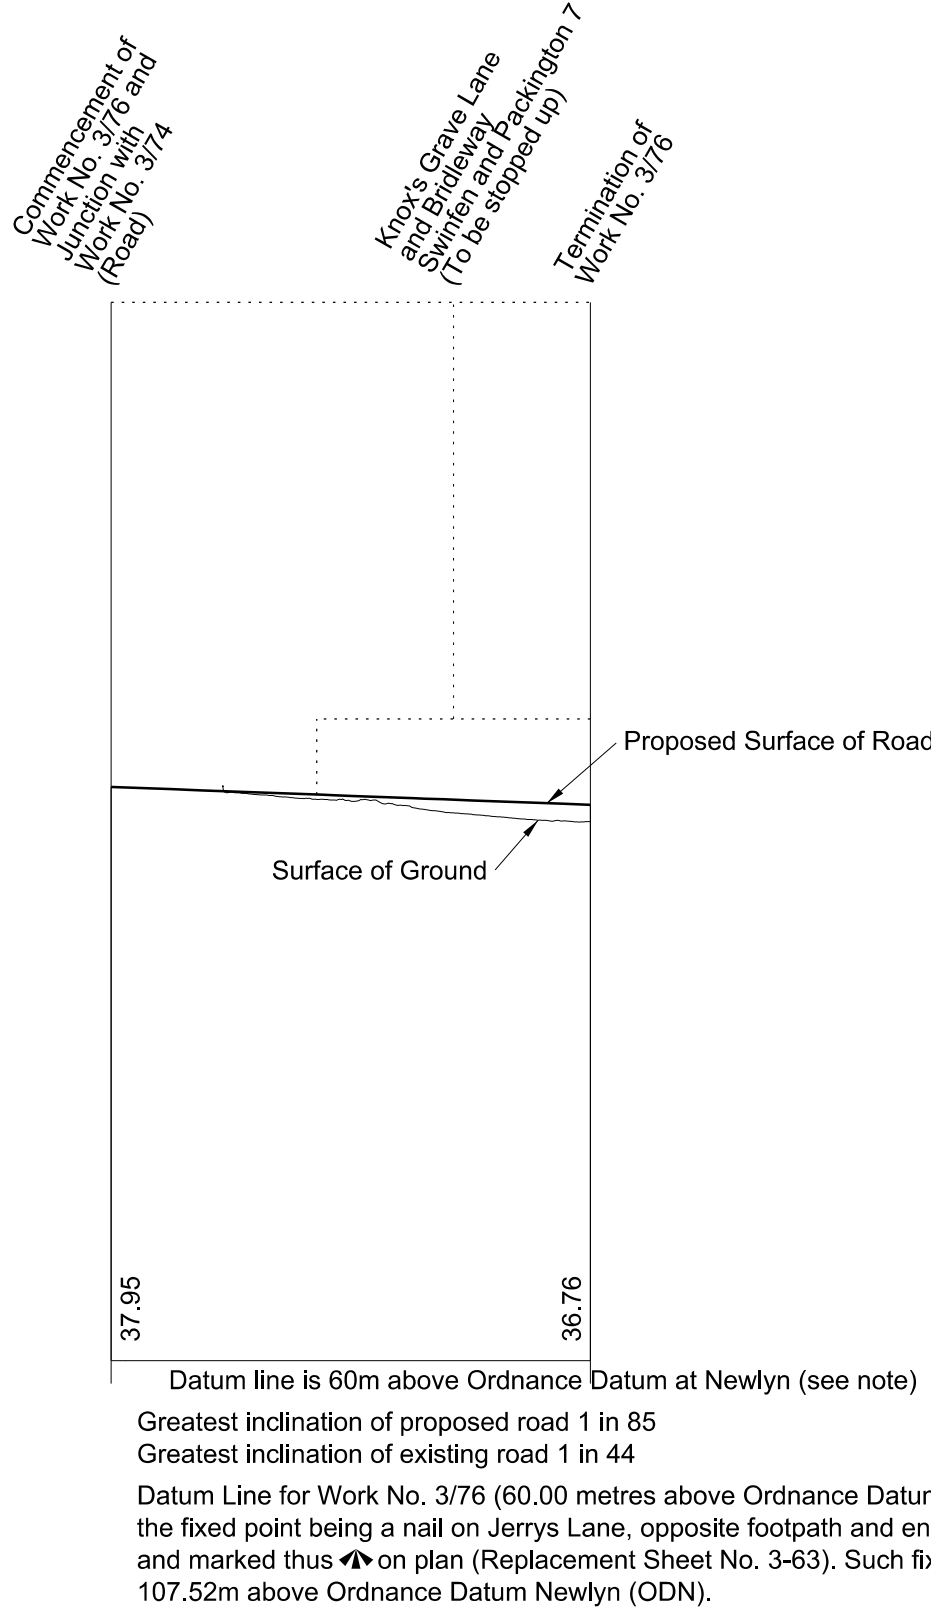 Commencement of
Work No. 3/76 and
Junction with
Work No. 3/74
(Road)
Knox's Grave Lane
and Bridleway
Swinfen and Packington 7
(To be stopped up)
Termination of
Work No. 3/76
Proposed Surface of Road
Surface of Ground
37.95
36.76
Datum line is 60m above Ordnance Datum at Newlyn (see note)
Greatest inclination of proposed road 1 in 85
Greatest inclination of existing road 1 in 44
Datum Line for Work No. 3/76 (60.00 metres above Ordnance
the fixed point being a nail on Jerrys Lane, opposite footpath and
and marked thus on plan (Replacement Sheet No. 3-63). Such
107.52m above Ordnance Datum Newlyn (ODN).